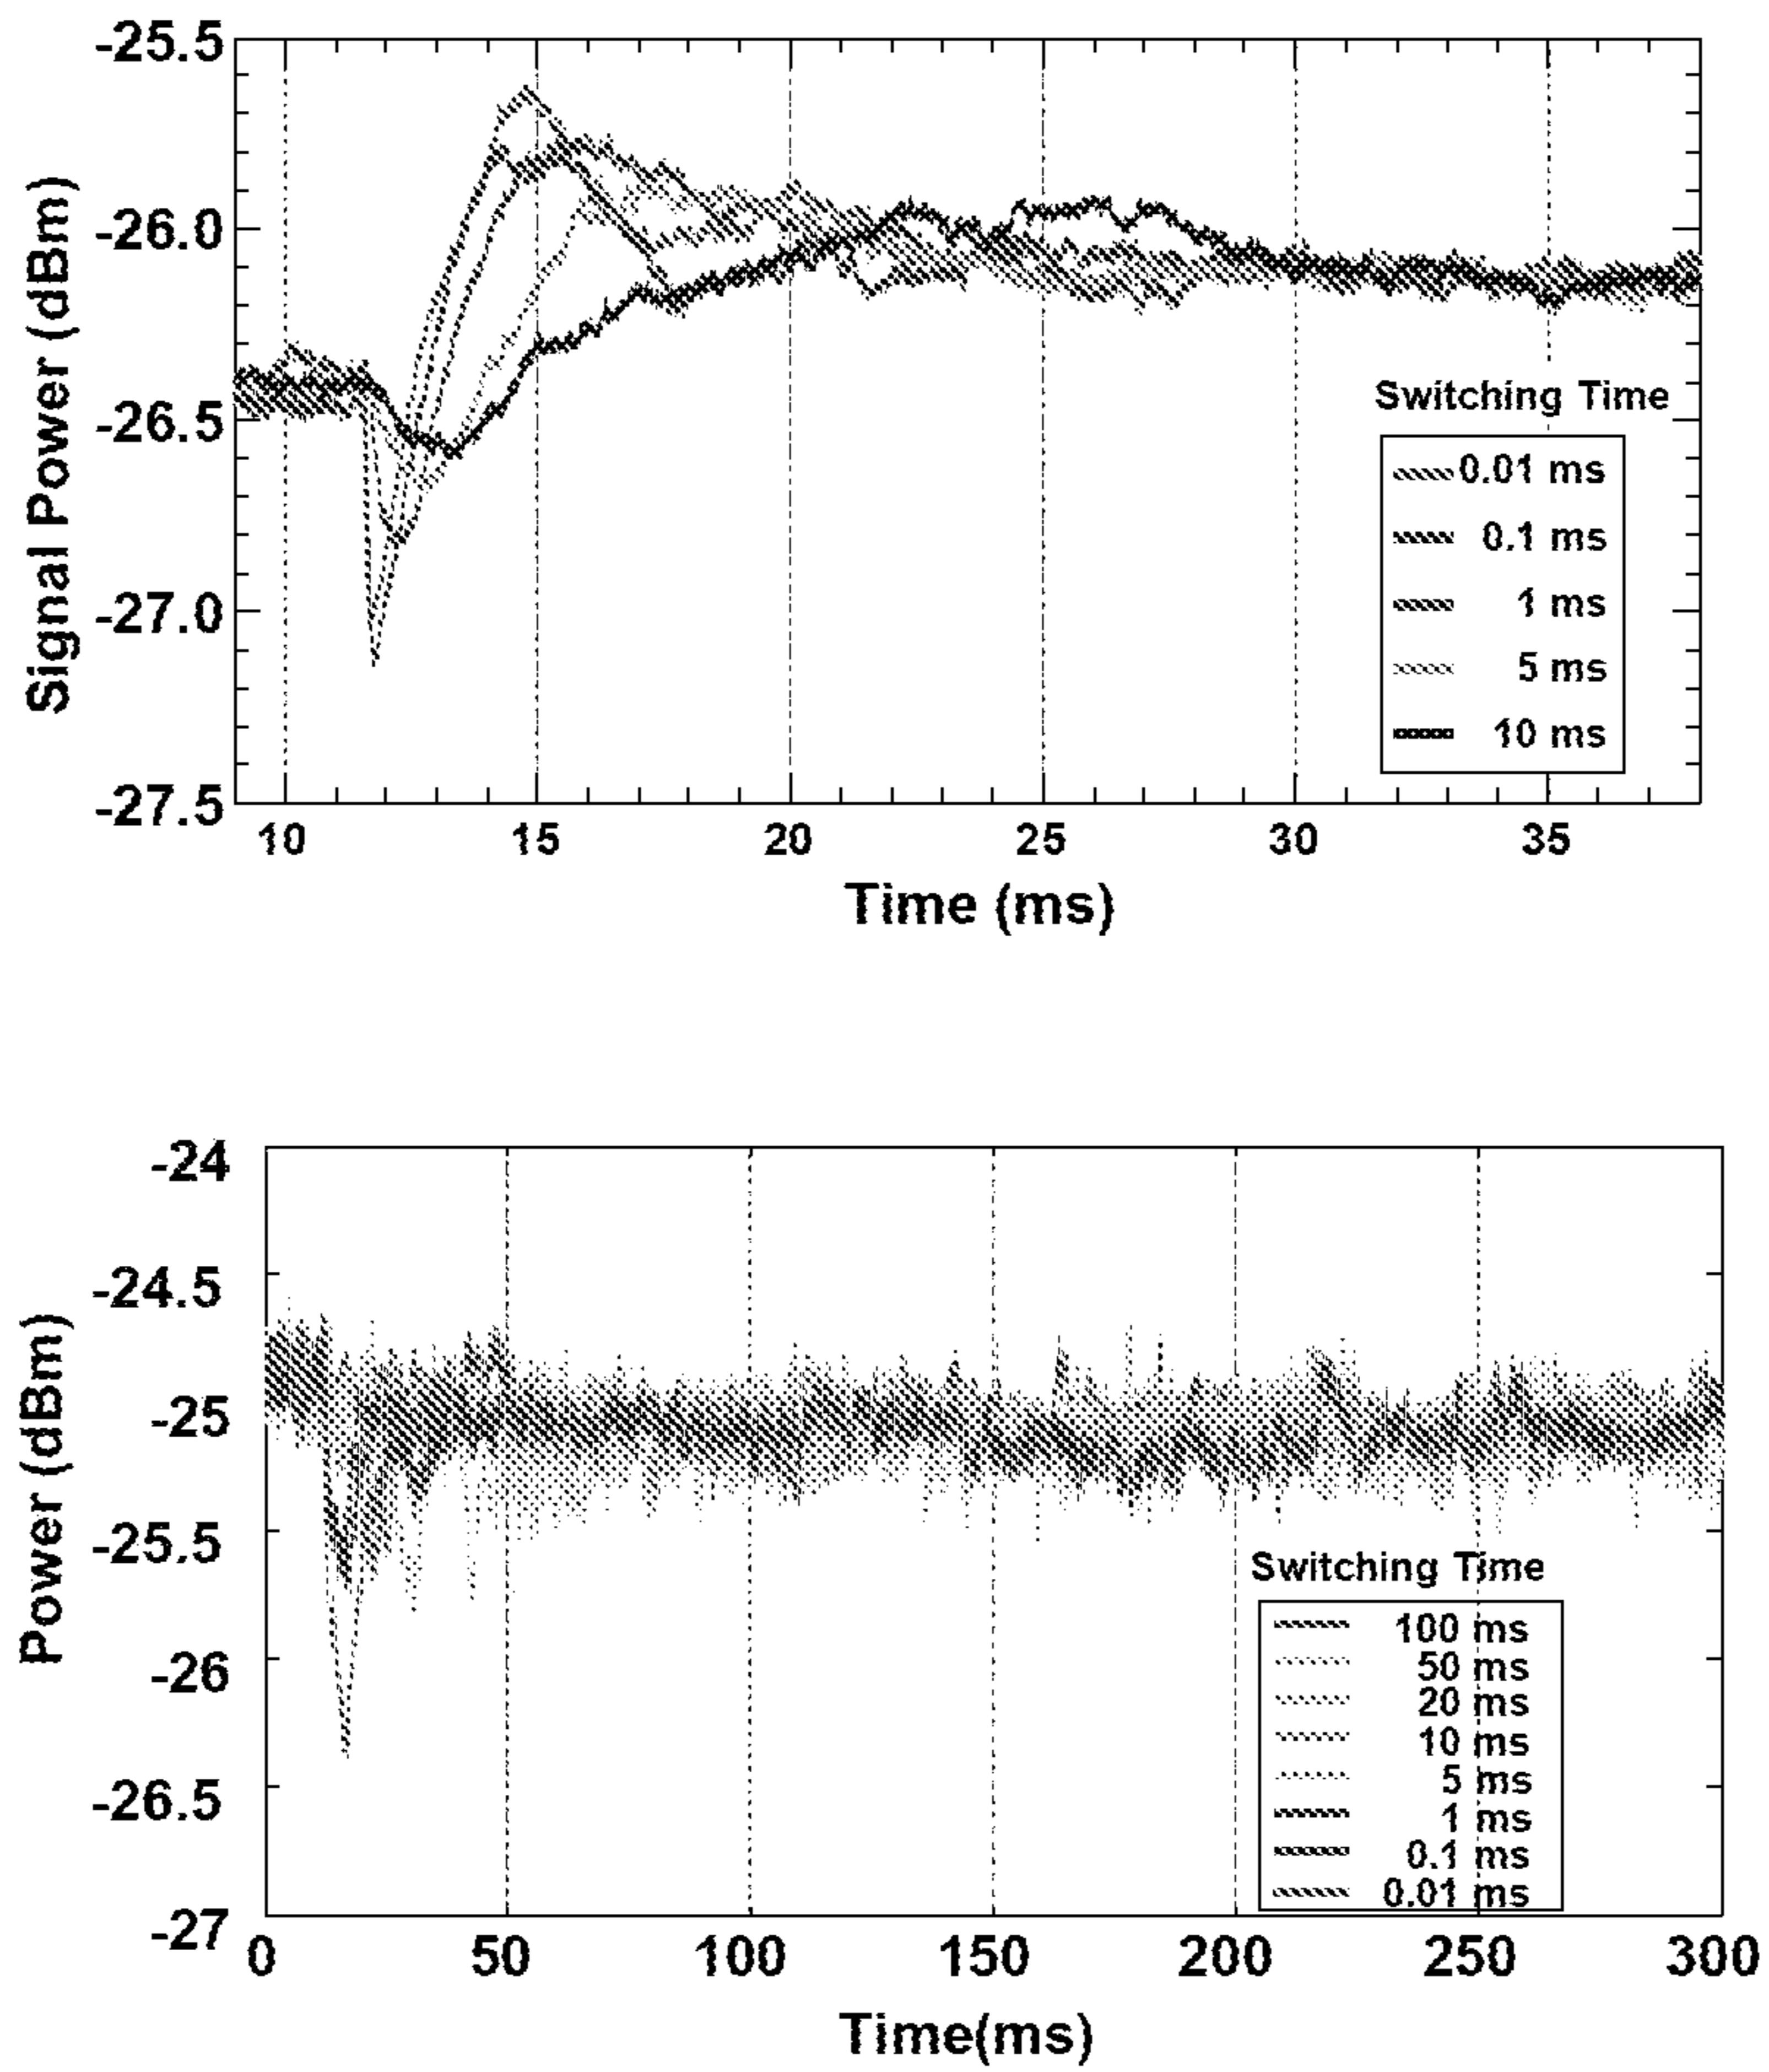 -25.5
-26.0
-26.5
-27.0
-27.5
Signal Power (dBm)
Switching Time
0.01 ms
0.1 ms
1 ms
5 ms
10 ms
10 15 20 25 30 35
Time (ms)
-24
-24.5
-25
-25.5
-26
-26.5
-27
Power (dBm)
Switching Time
100 ms
50 ms
20 ms
10 ms
5 ms
1 ms
0.1 ms
0.01 ms
0 50 100 150 200 250 300
Time(ms)